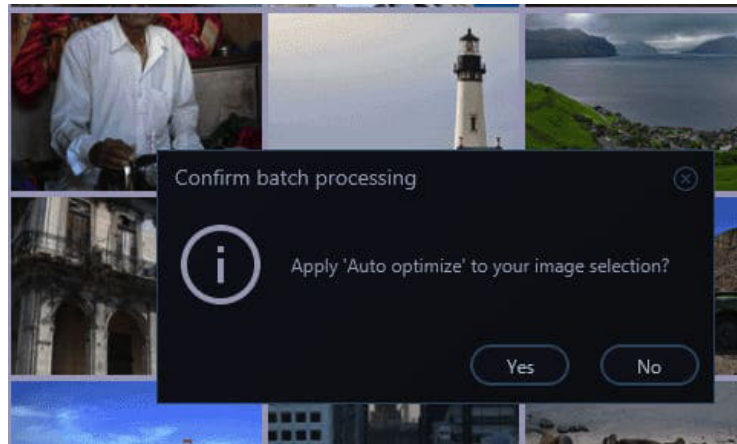 Confirm batch processing
Apply 'Auto optimize' to your image selection?
Yes
No